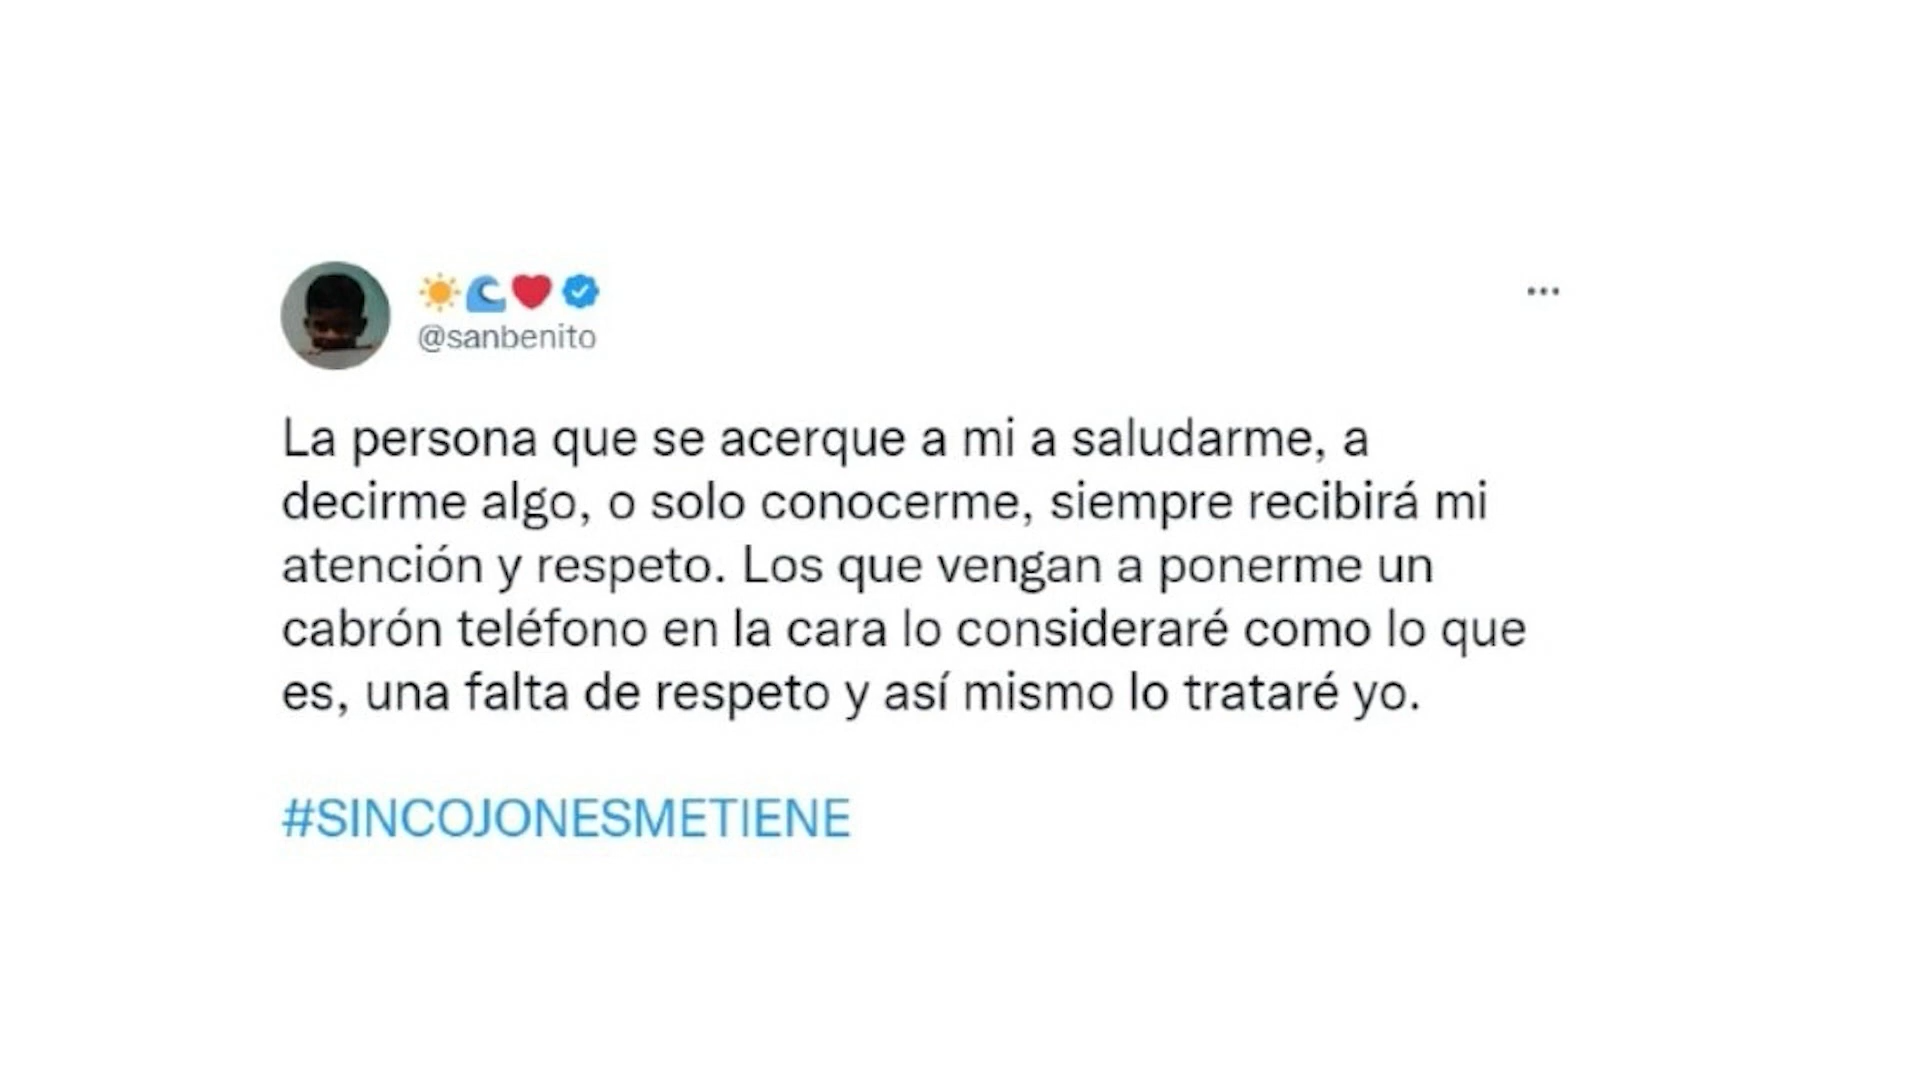 ☀️🌊❤️
@sanbenito
La persona que se acerque a mi a saludarme, a
decirme algo, o solo conocerme, siempre recibirá mi
atención y respeto. Los que vengan a ponerme un
cabrón teléfono en la cara lo consideraré como lo que
es, una falta de respeto y así mismo lo trataré yo.
#SINCOJONESMETIENE